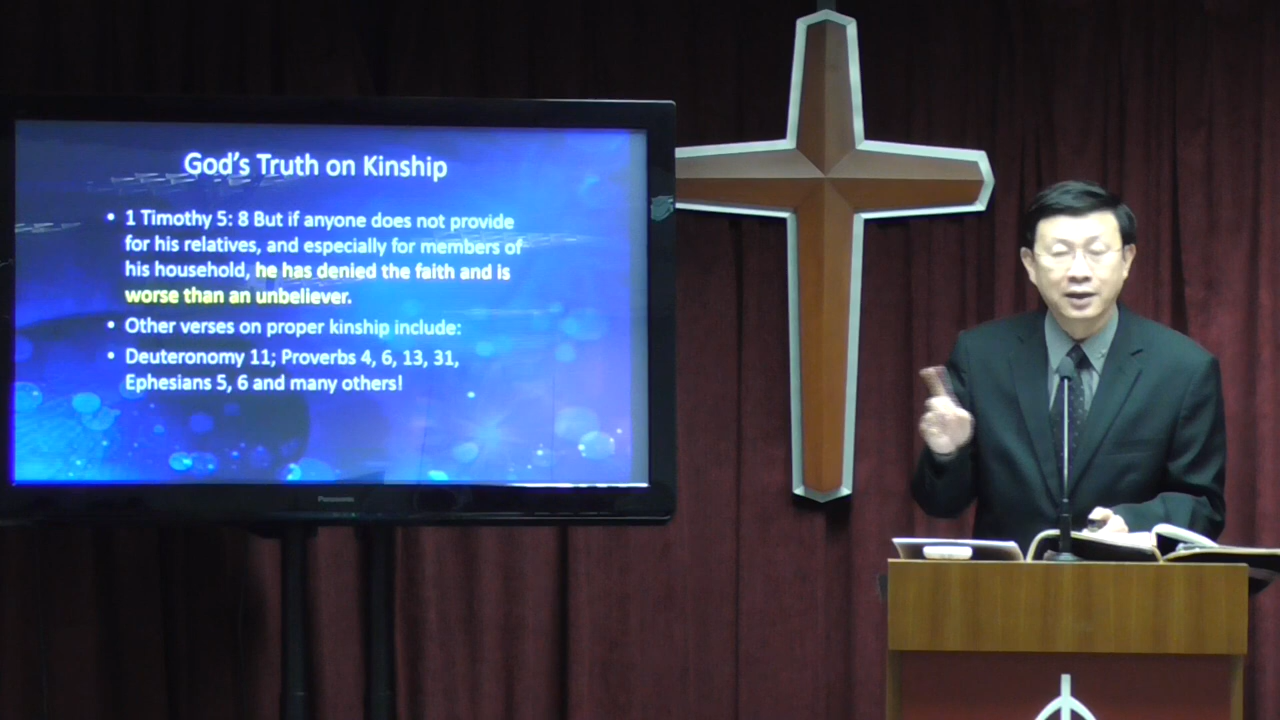 God's Truth on Kinship
• 1 Timothy 5: 8 But if anyone does not provide
for his relatives, and especially for members of
his household, he has denied the faith and is
worse than an unbeliever.
• Other verses on proper kinship include:
• Deuteronomy 11; Proverbs 4, 6, 13, 31,
Ephesians 5, 6 and many others!
Panasonic